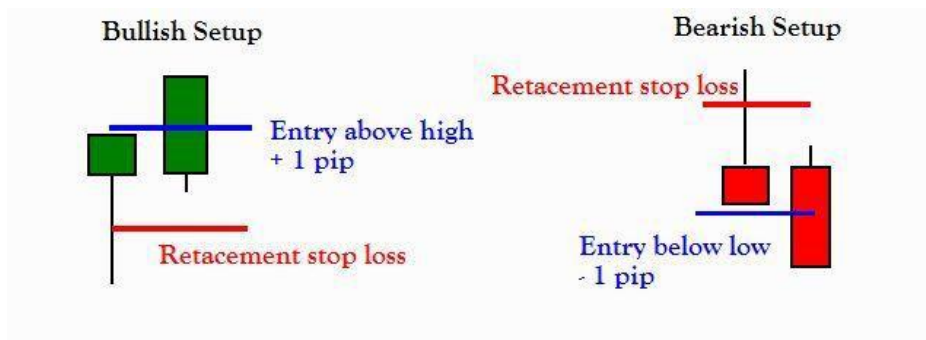 Bullish Setup
Bearish Setup
Retacement stop loss
Entry above high
+ 1 pip
Retacement stop loss
Entry below low
- 1 pip